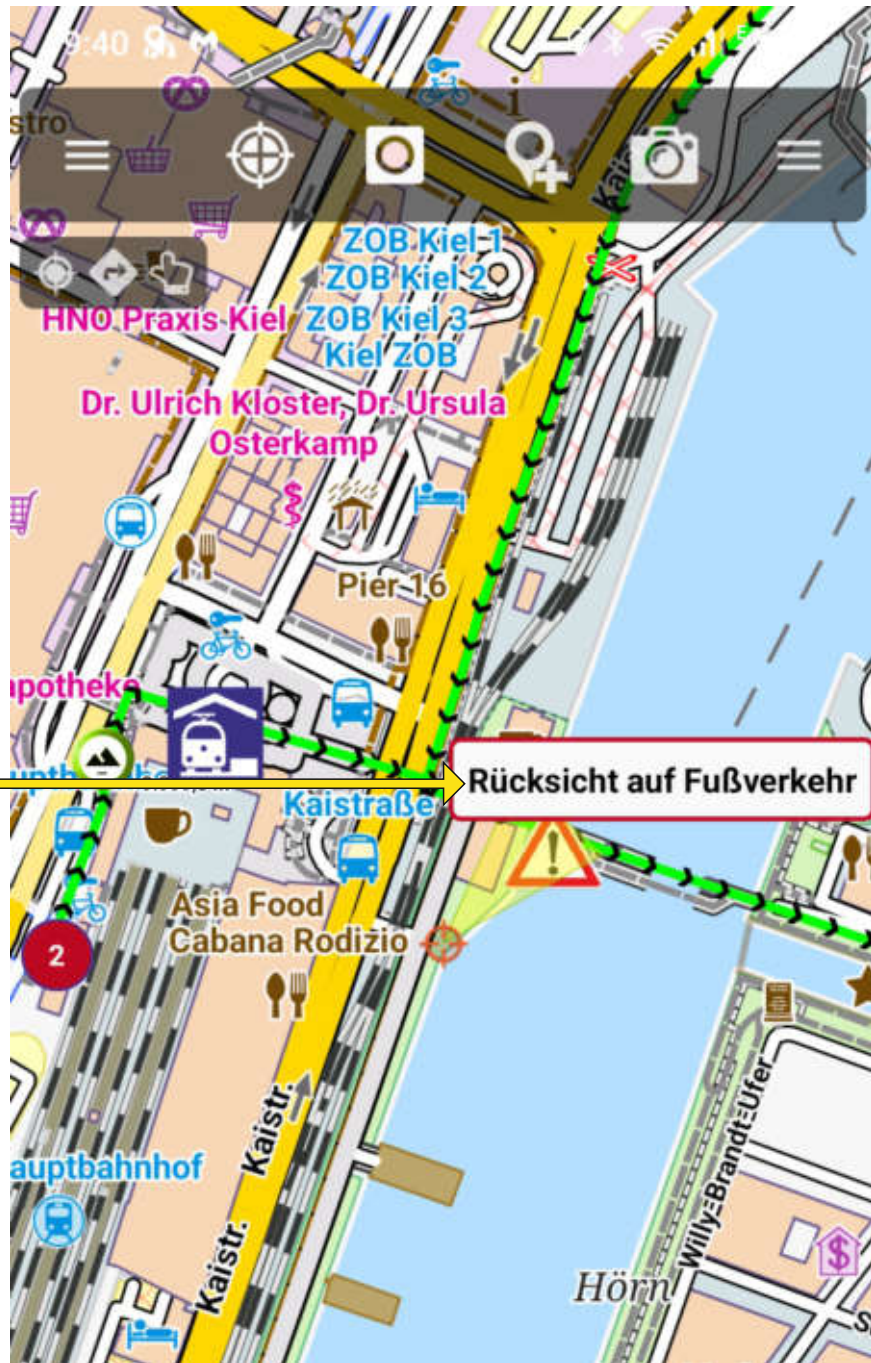 9:40
stro
i
Kais
ZOB Kiel 1
ZOB Kiel 2
HNO Praxis Kiel
ZOB Kiel 3
Kiel ZOB
Dr. Ulrich Kloster, Dr. Ursula
Osterkamp
Pier 16
apotheke
Rücksicht auf Fußverkehr
Kaistraße
Asia Food
Cabana Rodizio
2
Kaistr.
Kaistr.
auptbahnhof
Willy-Brandt-Ufer
Hörn